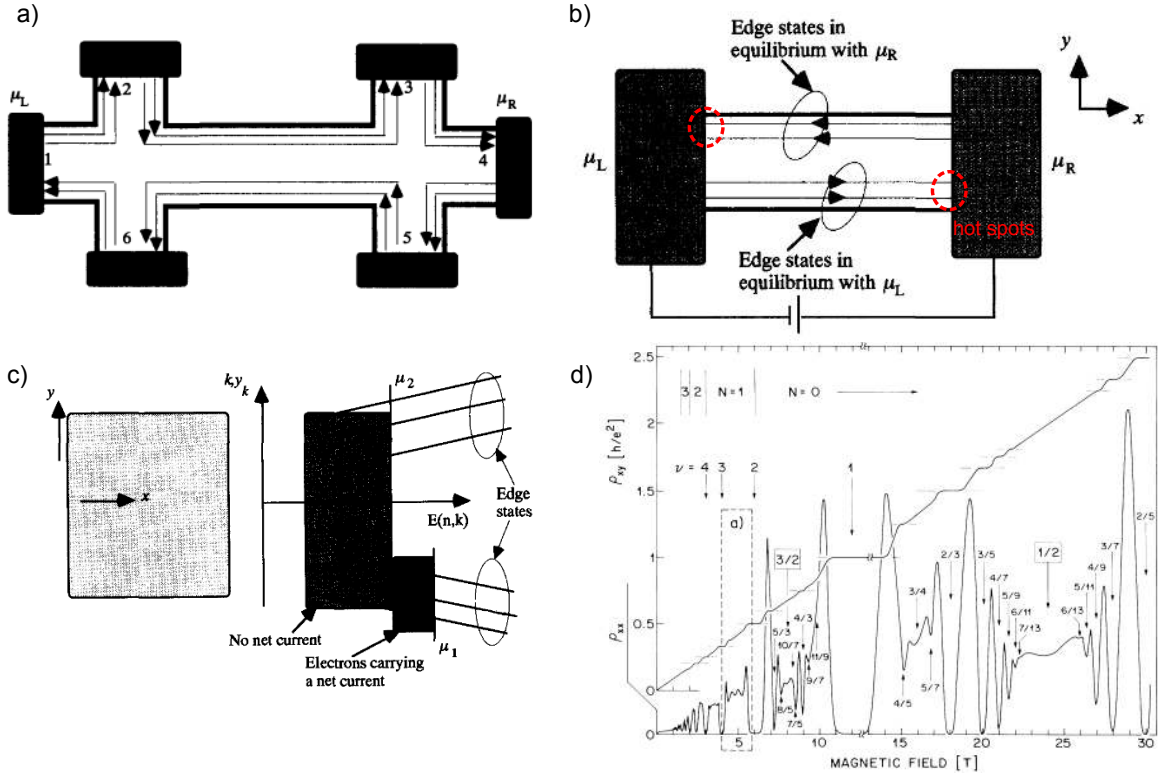 a)
μL
2
3
μR
1
4
6
5
b)
Edge states in
equilibrium with μR
y
x
μL
μR
hot spots
Edge states in
equilibrium with μL
c)
y
x
k,yk
μ2
E(n,k)
Edge
states
No net current
μ1
Electrons carrying
a net current
d)
ρxy [h/e²]
ρxx
2.5
2
1.5
1
0.5
0
0
3 2 N=1 N=0
ν = 4 3 2 1
a)
3/2
5/3
10/7
4/3
11/9
9/7
8/5
7/5
3/4
2/3
3/5
4/5
5/7
4/7
5/9
6/11
7/13
1/2
6/13
5/11
4/9
3/7
2/5
5 10 15 20 25 30
MAGNETIC FIELD [T]